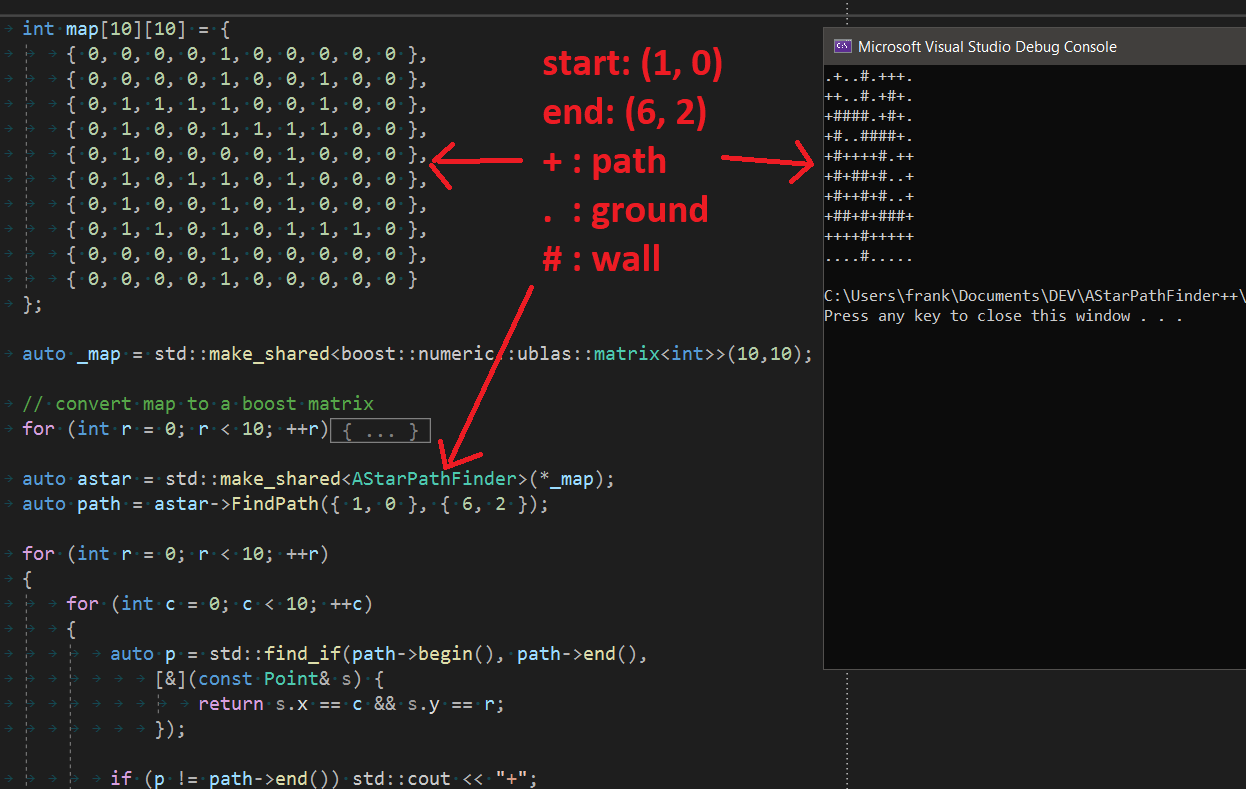 int map[10][10] = {
{ 0, 0, 0, 0, 1, 0, 0, 0, 0, 0 },
{ 0, 0, 0, 0, 1, 0, 0, 1, 0, 0 },
{ 0, 1, 1, 1, 1, 0, 0, 1, 0, 0 },
{ 0, 1, 0, 0, 1, 1, 1, 1, 0, 0 },
{ 0, 1, 0, 0, 0, 0, 1, 0, 0, 0 },
{ 0, 1, 0, 1, 1, 0, 1, 0, 0, 0 },
{ 0, 1, 0, 0, 1, 0, 1, 0, 0, 0 },
{ 0, 1, 1, 0, 1, 0, 1, 1, 1, 0 },
{ 0, 0, 0, 0, 1, 0, 0, 0, 0, 0 },
{ 0, 0, 0, 0, 1, 0, 0, 0, 0, 0 }
};
auto _map = std::make_shared<boost::numeric::ublas::matrix<int>>(10,10);
// convert map to a boost matrix
for (int r = 0; r < 10; ++r){ ... }
auto astar = std::make_shared<AStarPathFinder>(*_map);
auto path = astar->FindPath({ 1, 0 }, { 6, 2 });
for (int r = 0; r < 10; ++r)
{
for (int c = 0; c < 10; ++c)
{
auto p = std::find_if(path->begin(), path->end(),
[&](const Point& s) {
return s.x == c && s.y == r;
});
if (p != path->end()) std::cout << "+";
start: (1, 0)
end: (6, 2)
+ : path
. : ground
# : wall
Microsoft Visual Studio Debug Console
.+..#.+++.
++..#.+#+.
+####.+#+.
+#..####+.
+#++++#.++
+#+##+#..+
+#++#+#..+
+##+#+###+
++++#+++++
....#.....
C:\Users\frank\Documents\DEV\AStarPathFinder++\
Press any key to close this window . . .